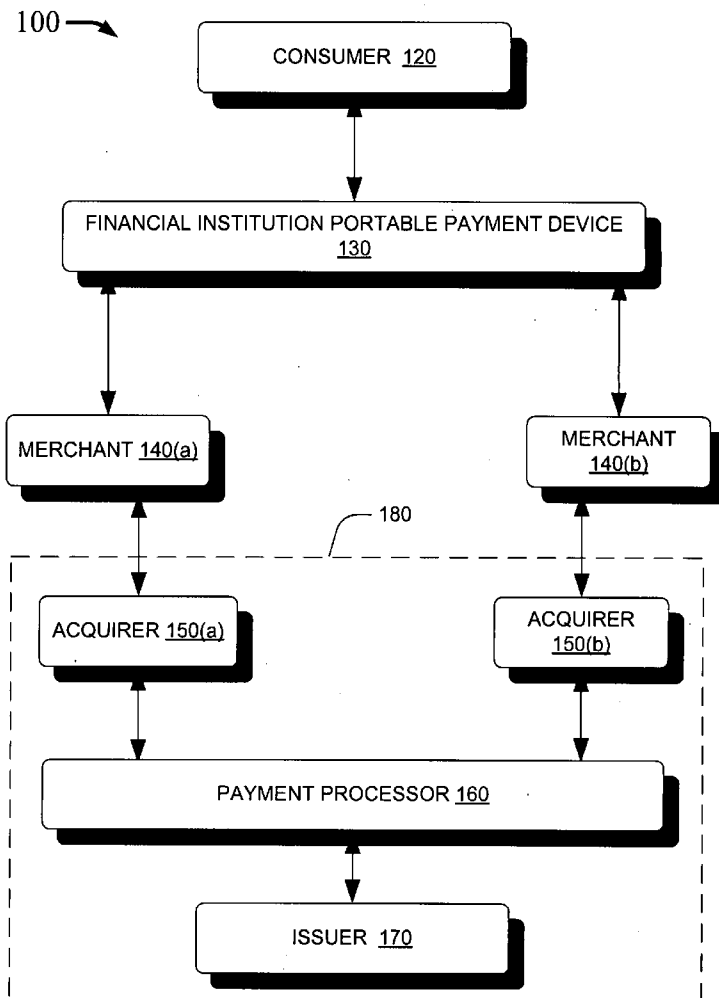 100
CONSUMER 120
FINANCIAL INSTITUTION PORTABLE PAYMENT DEVICE
130
MERCHANT 140(a)
MERCHANT
140(b)
180
ACQUIRER 150(a)
ACQUIRER
150(b)
PAYMENT PROCESSOR 160
ISSUER 170